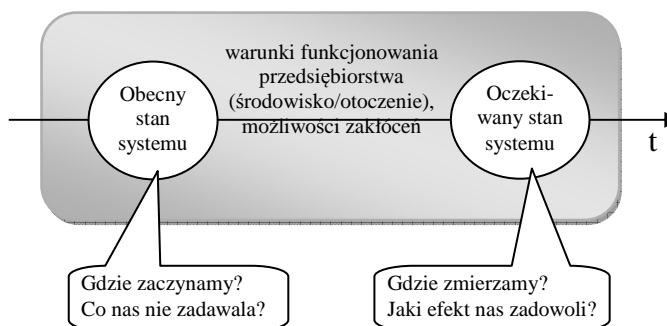 warunki funkcjonowania
przedsiębiorstwa
(środowisko/otoczenie),
możliwości zakłóceń
Obecny
stan
systemu
Oczeki-
wany stan
systemu
t
Gdzie zaczynamy?
Co nas nie zadawala?
Gdzie zmierzamy?
Jaki efekt nas zadowoli?